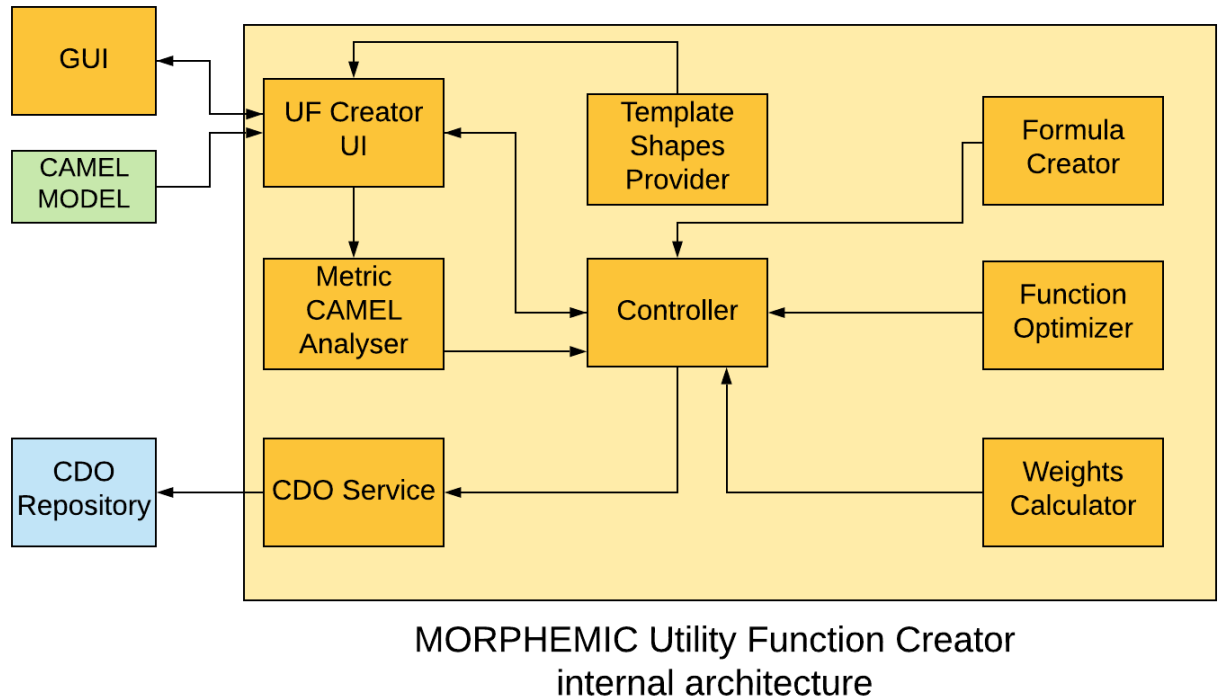 GUI
UF Creator
UI
Template
Shapes
Provider
Formula
Creator
CAMEL
MODEL
Metric
CAMEL
Analyser
Controller
Function
Optimizer
CDO
Repository
CDO Service
Weights
Calculator
MORPHEMIC Utility Function Creator
internal architecture